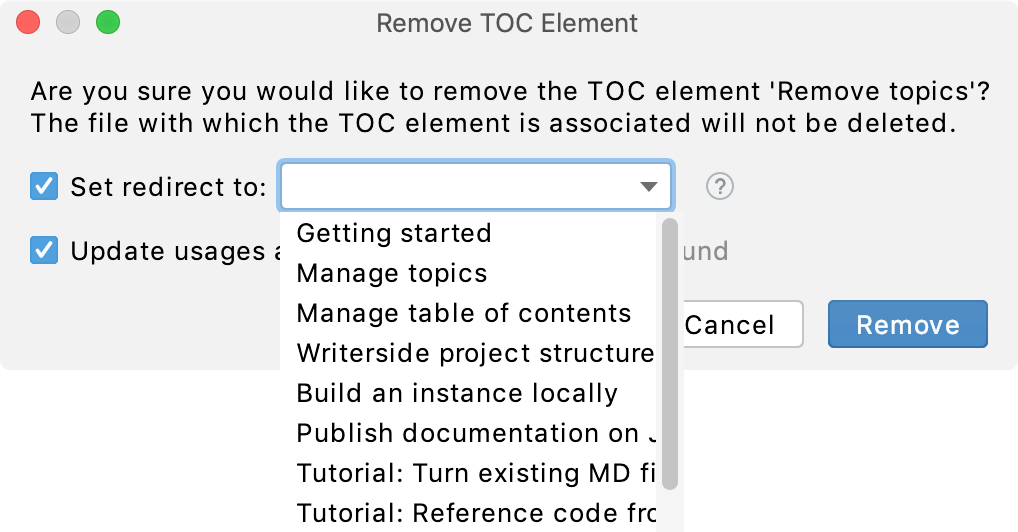 Remove TOC Element
Are you sure you would like to remove the TOC element 'Remove topics'?
The file with which the TOC element is associated will not be deleted.
Set redirect to:
?
Getting started
Update usages
Manage topics
Manage table of contents
Cancel
Remove
Writerside project structure
Build an instance locally
Publish documentation on
Tutorial: Turn existing MD
Tutorial: Reference code